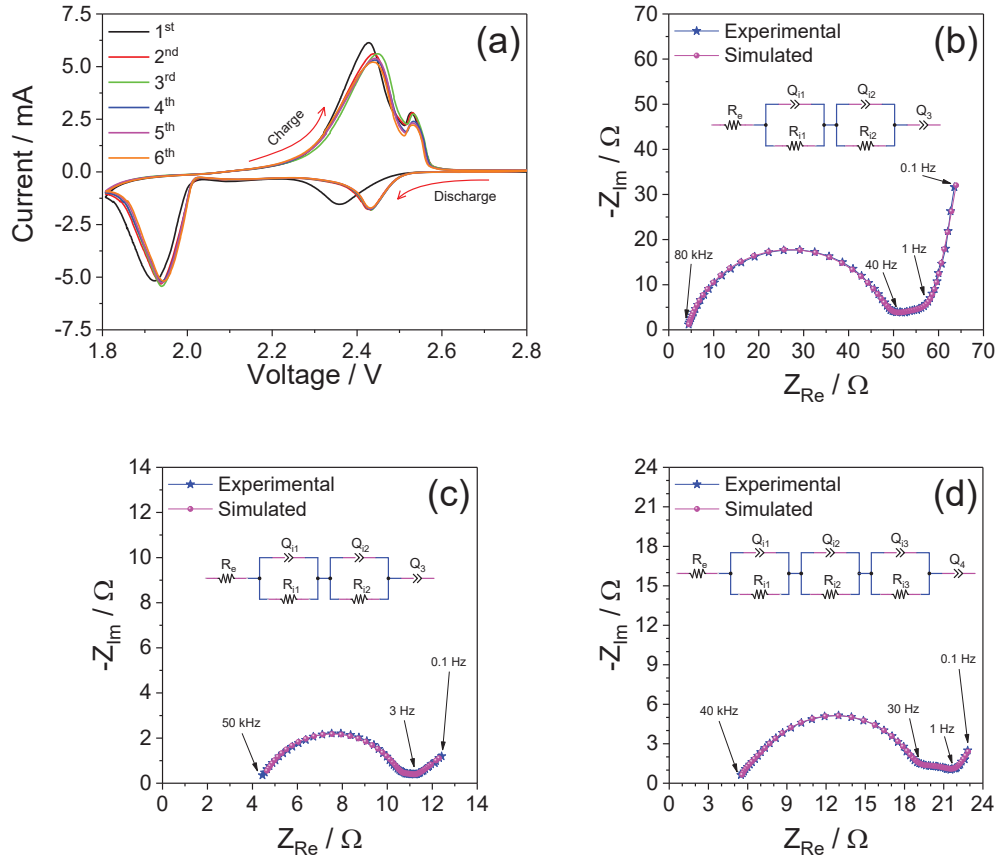 (a)
1st
2nd
3rd
4th
5th
6th
Charge
Discharge
7.5
5.0
2.5
0.0
-2.5
-5.0
-7.5
Current / mA
1.8 2.0 2.2 2.4 2.6 2.8
Voltage / V
(b)
Experimental
Simulated
Re Qi1 Ri1 Qi2 Ri2 Q3
80 kHz
40 Hz
1 Hz
0.1 Hz
70
60
50
40
30
20
10
0
-ZIm / Ω
0 10 20 30 40 50 60 70
ZRe / Ω
(c)
Experimental
Simulated
Re Qi1 Ri1 Qi2 Ri2 Q3
50 kHz
3 Hz
0.1 Hz
14
12
10
8
6
4
2
0
-ZIm / Ω
0 2 4 6 8 10 12 14
ZRe / Ω
(d)
Experimental
Simulated
Re Qi1 Ri1 Qi2 Ri2 Qi3 Ri3 Q4
40 kHz
30 Hz
1 Hz
0.1 Hz
24
21
18
15
12
9
6
3
0
-ZIm / Ω
0 3 6 9 12 15 18 21 24
ZRe / Ω